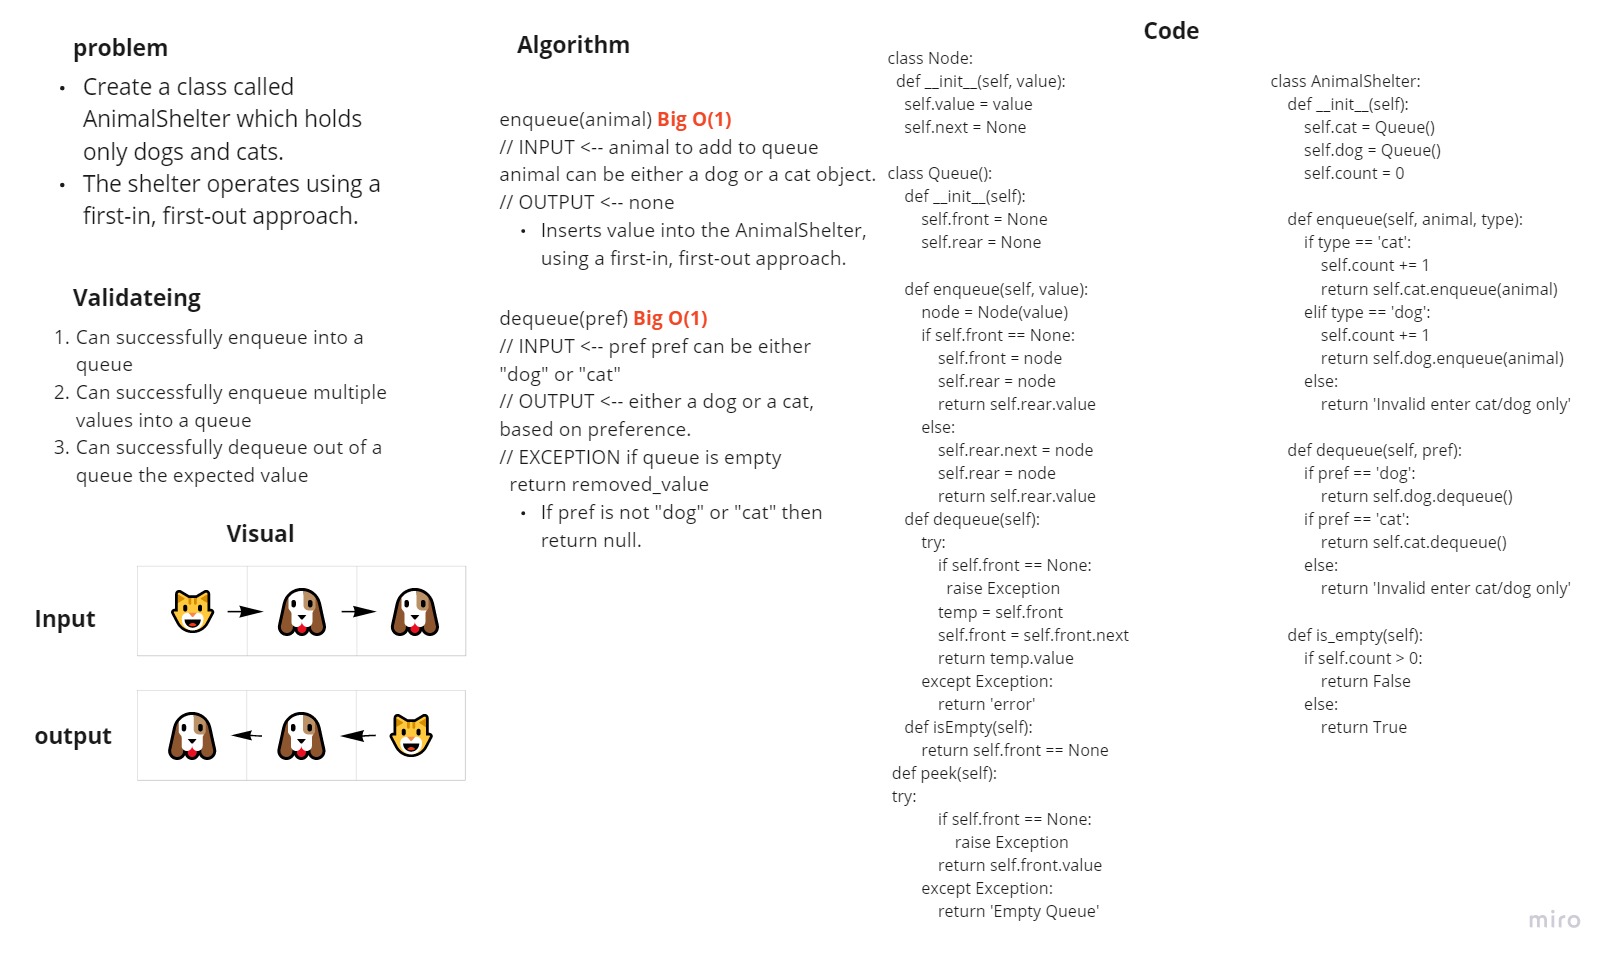 problem
• Create a class called
AnimalShelter which holds
only dogs and cats.
• The shelter operates using a
first-in, first-out approach.
Validateing
1. Can successfully enqueue into a
queue
2. Can successfully enqueue multiple
values into a queue
3. Can successfully dequeue out of a
queue the expected value
Visual
Input
output
Algorithm
enqueue(animal) Big O(1)
// INPUT <-- animal to add to queue
animal can be either a dog or a cat object.
// OUTPUT <-- none
• Inserts value into the AnimalShelter,
using a first-in, first-out approach.
dequeue(pref) Big O(1)
// INPUT <-- pref pref can be either
"dog" or "cat"
// OUTPUT <-- either a dog or a cat,
based on preference.
// EXCEPTION if queue is empty
return removed_value
• If pref is not "dog" or "cat" then
return null.
Code
class Node:
def __init__(self, value):
self.value = value
self.next = None
class Queue():
def __init__(self):
self.front = None
self.rear = None
def enqueue(self, value):
node = Node(value)
if self.front == None:
self.front = node
self.rear = node
return self.rear.value
else:
self.rear.next = node
self.rear = node
return self.rear.value
def dequeue(self):
try:
if self.front == None:
raise Exception
temp = self.front
self.front = self.front.next
return temp.value
except Exception:
return 'error'
def isEmpty(self):
return self.front == None
def peek(self):
try:
if self.front == None:
raise Exception
return self.front.value
except Exception:
return 'Empty Queue'
class AnimalShelter:
def __init__(self):
self.cat = Queue()
self.dog = Queue()
self.count = 0
def enqueue(self, animal, type):
if type == 'cat':
self.count += 1
return self.cat.enqueue(animal)
elif type == 'dog':
self.count += 1
return self.dog.enqueue(animal)
else:
return 'Invalid enter cat/dog only'
def dequeue(self, pref):
if pref == 'dog':
return self.dog.dequeue()
if pref == 'cat':
return self.cat.dequeue()
else:
return 'Invalid enter cat/dog only'
def is_empty(self):
if self.count > 0:
return False
else:
return True
miro